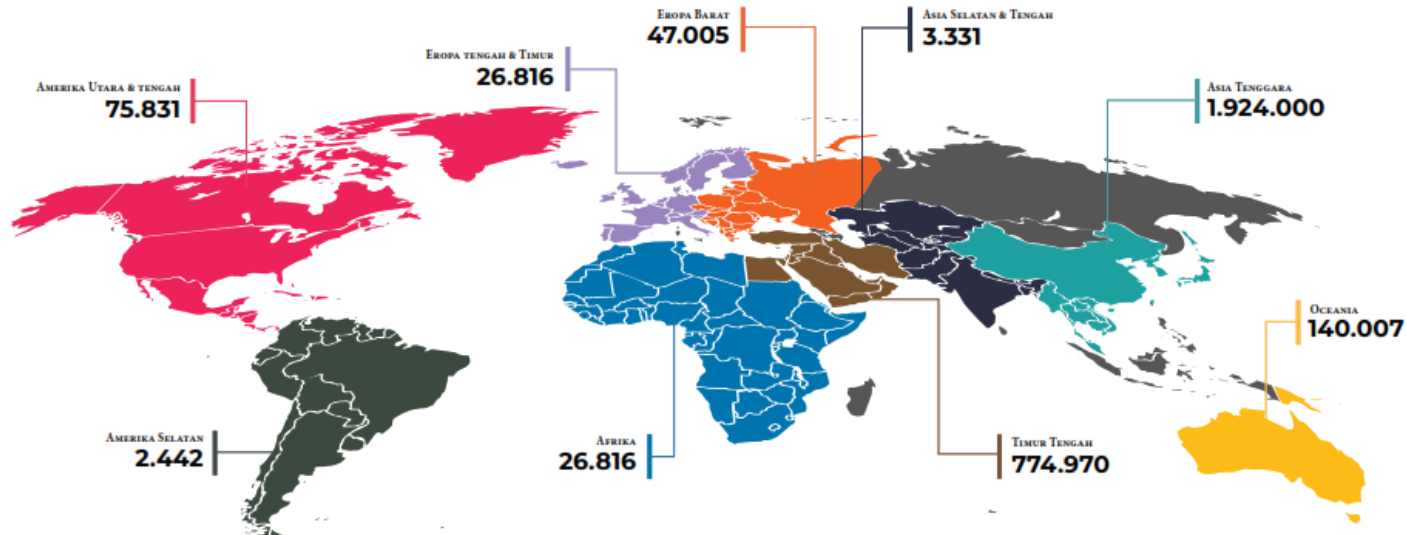 Eropa Barat
47.005
Asia Selatan & Tengah
3.331
Eropa tengah & Timur
26.816
Amerika Utara & tengah
75.831
Asia Tenggara
1.924.000
Oceania
140.007
Amerika Selatan
2.442
Afrika
26.816
Timur Tengah
774.970